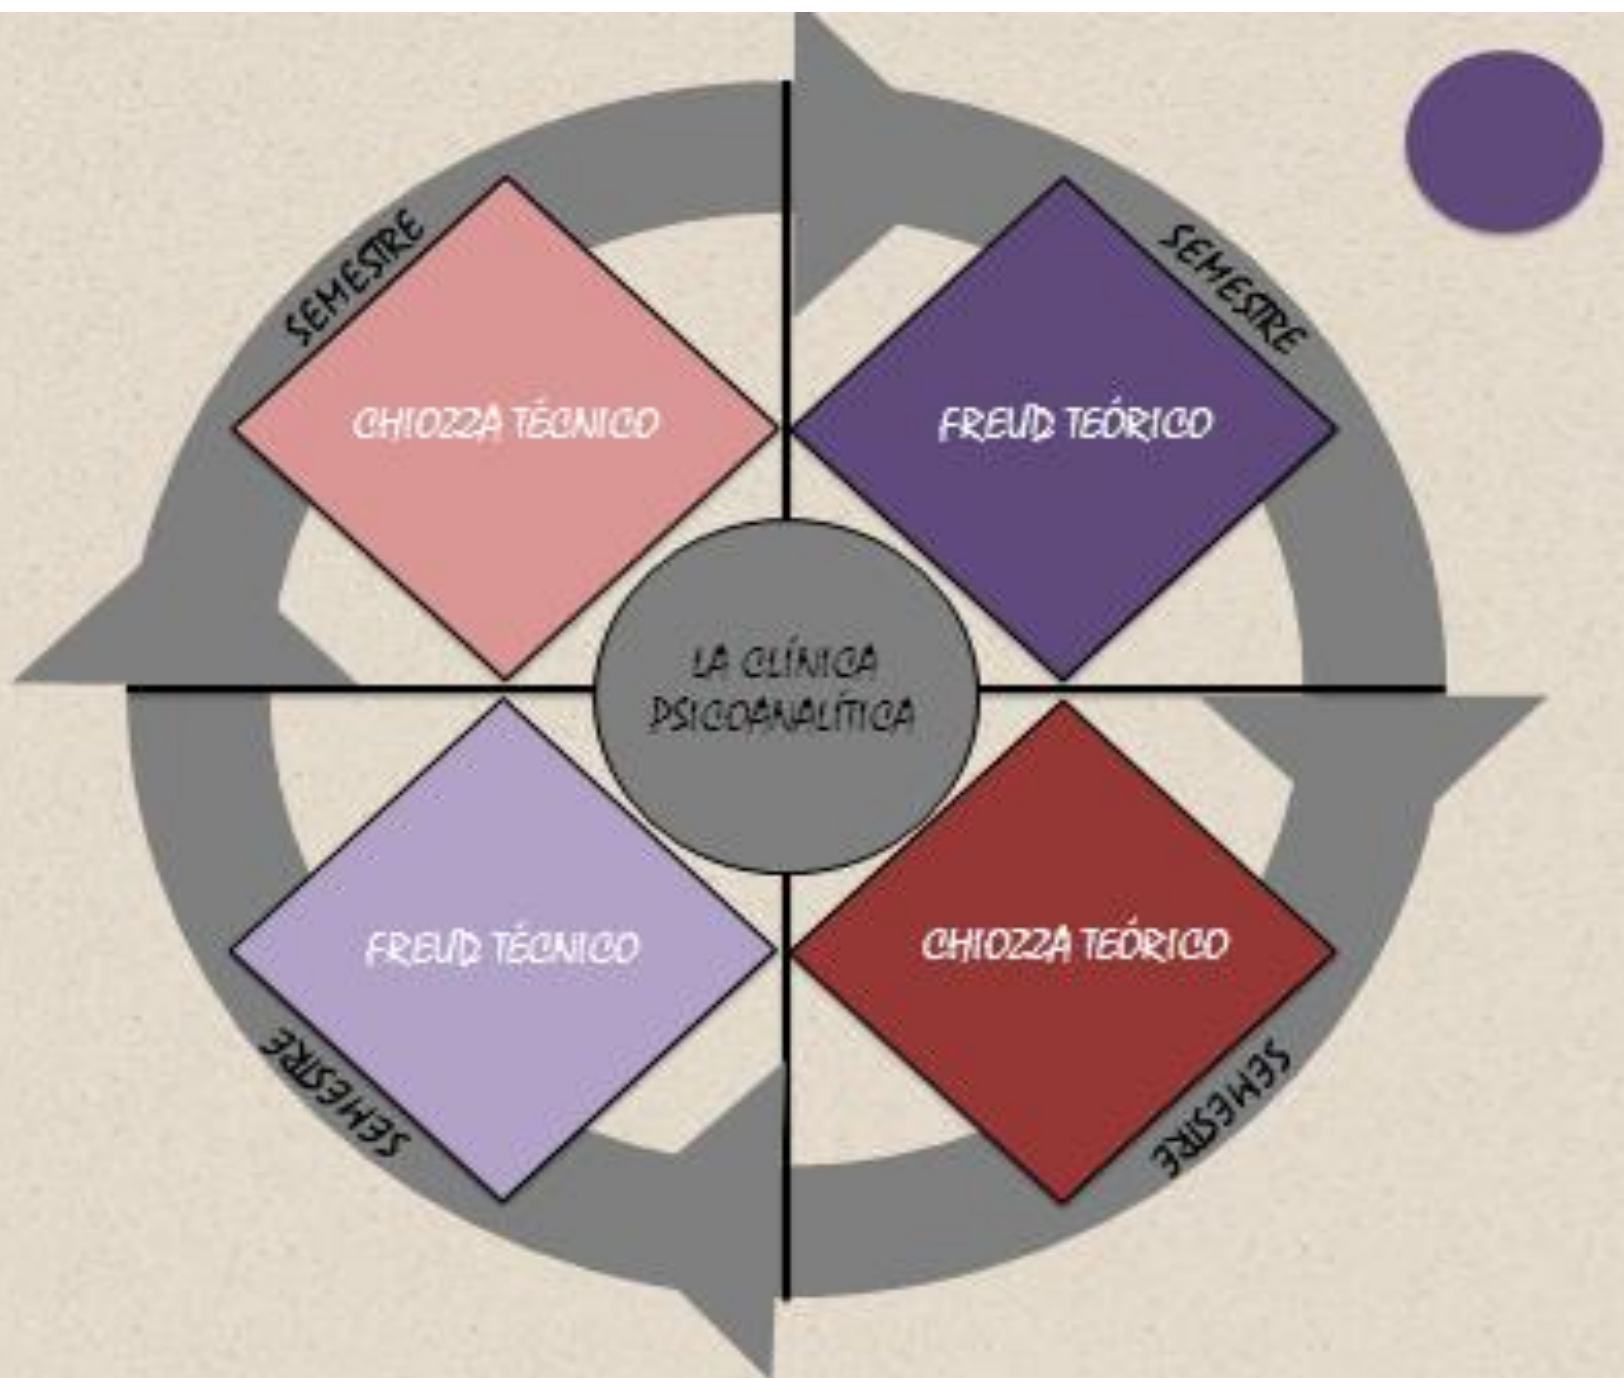 SEMESTRE
SEMESTRE
CHIOZZA TÉCNICO
FREUD TEÓRICO
LA CLÍNICA
PSICOANALÍTICA
FREUD TÉCNICO
CHIOZZA TEÓRICO
SEMESTRE
SEMESTRE